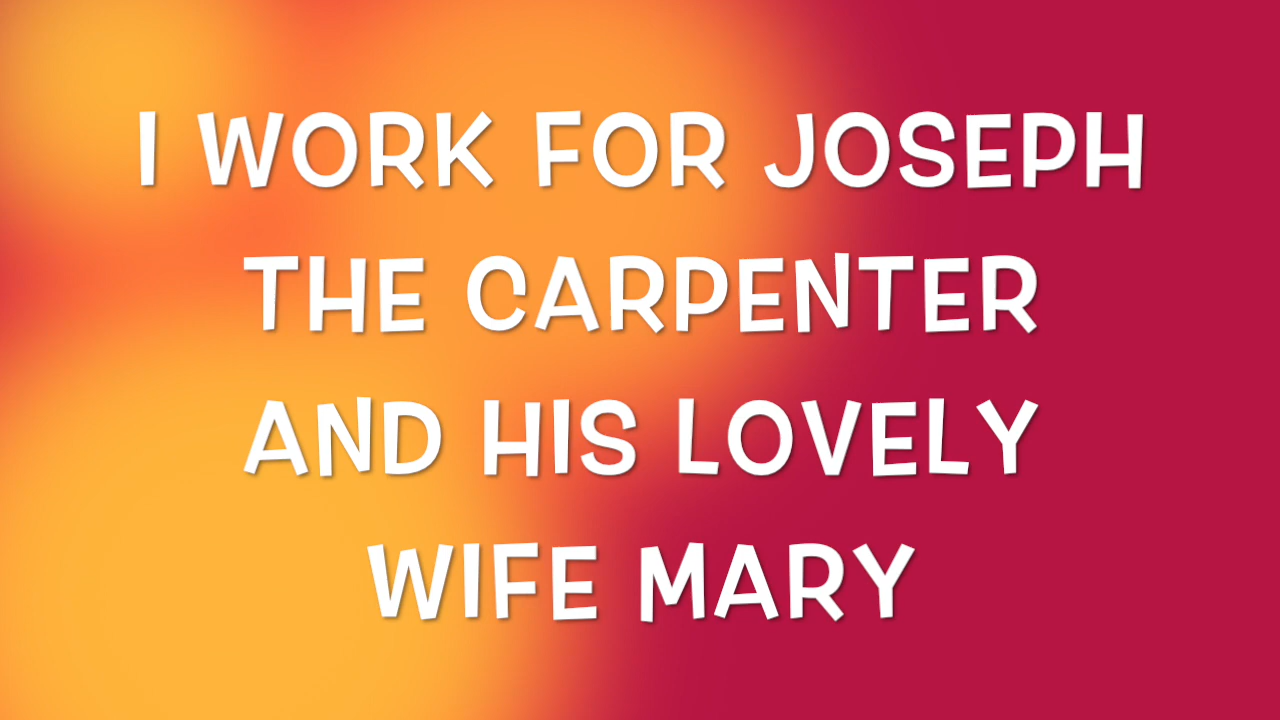 I WORK FOR JOSEPH
THE CARPENTER
AND HIS LOVELY
WIFE MARY